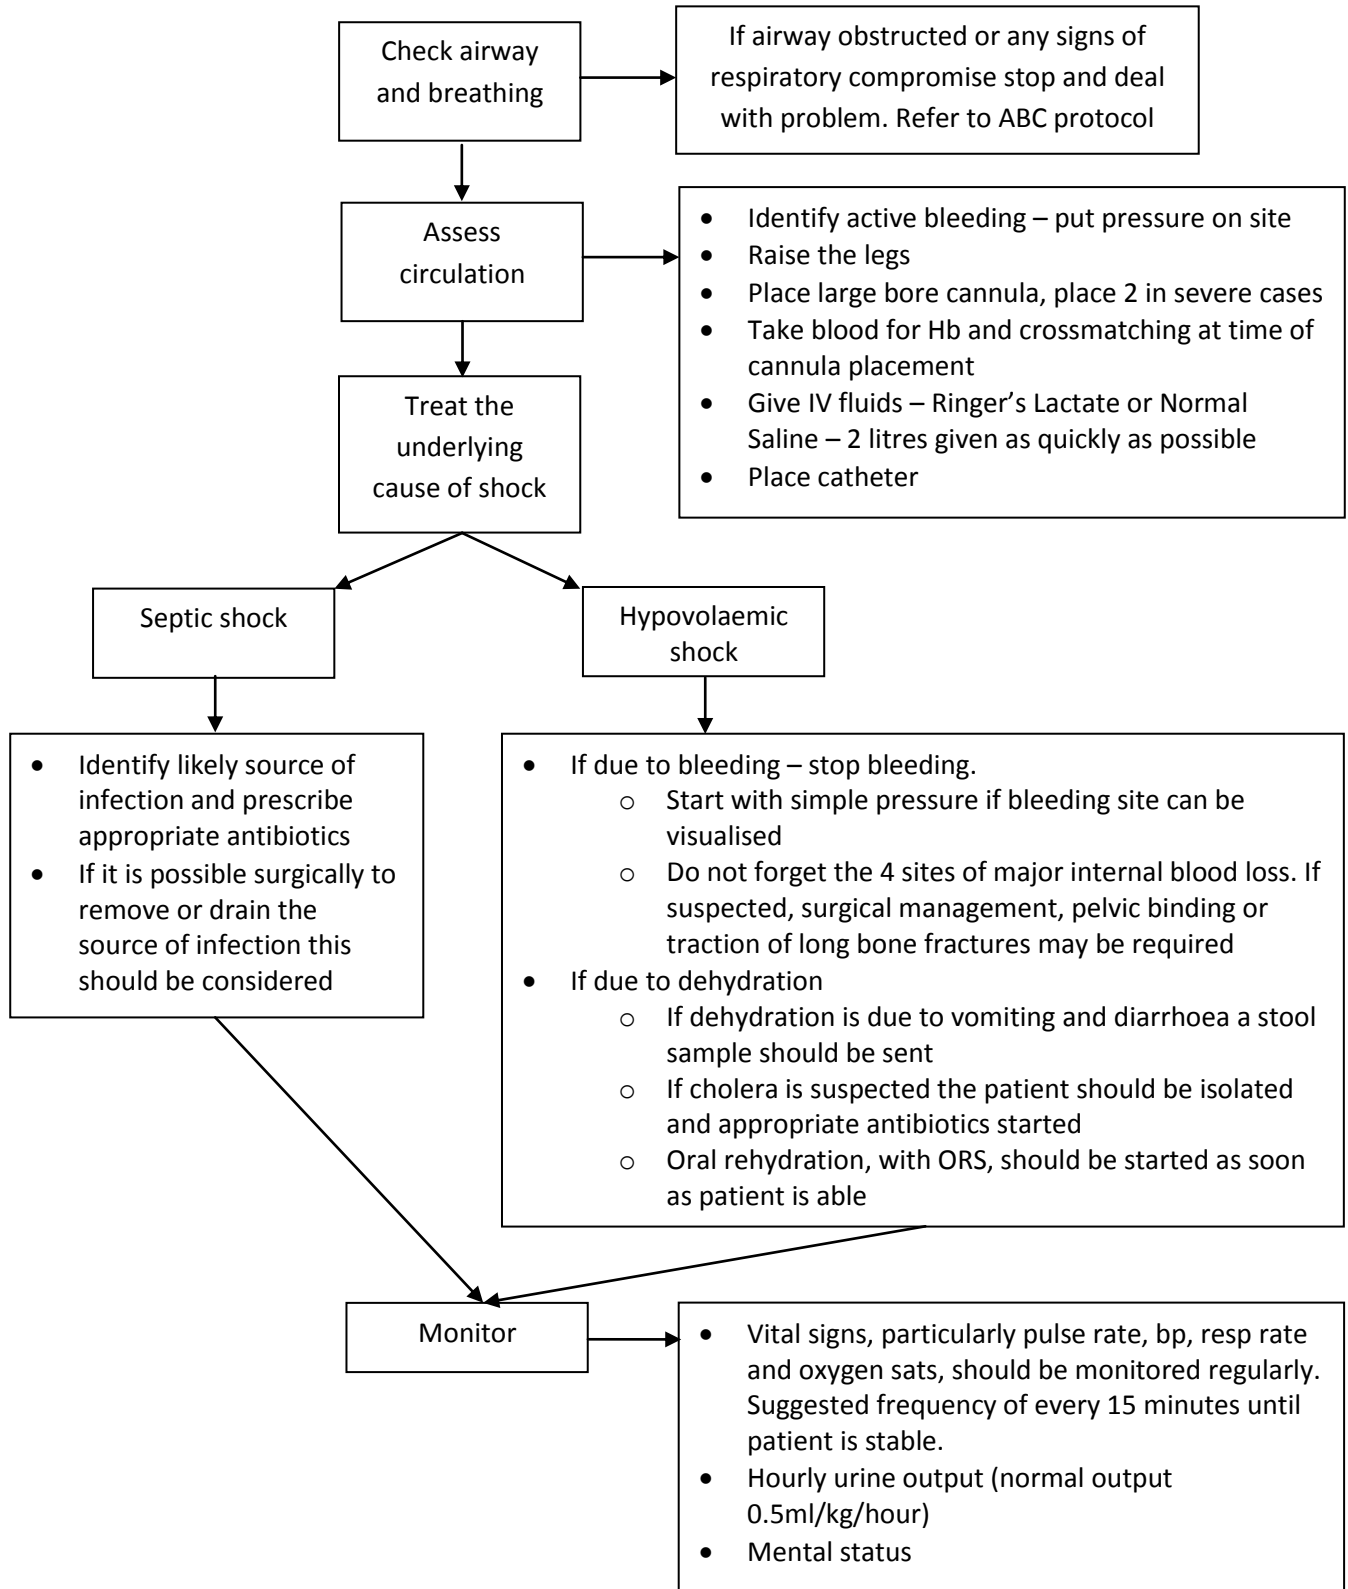 Check airway
and breathing
If airway obstructed or any signs of
respiratory compromise stop and deal
with problem. Refer to ABC protocol
Assess
circulation
• Identify active bleeding – put pressure on site
• Raise the legs
• Place large bore cannula, place 2 in severe cases
• Take blood for Hb and crossmatching at time of
cannula placement
• Give IV fluids – Ringer’s Lactate or Normal
Saline – 2 litres given as quickly as possible
• Place catheter
Treat the
underlying
cause of shock
Septic shock
Hypovolaemic
shock
• Identify likely source of
infection and prescribe
appropriate antibiotics
• If it is possible surgically to
remove or drain the
source of infection this
should be considered
• If due to bleeding – stop bleeding.
o Start with simple pressure if bleeding site can be
visualised
o Do not forget the 4 sites of major internal blood loss. If
suspected, surgical management, pelvic binding or
traction of long bone fractures may be required
• If due to dehydration
o If dehydration is due to vomiting and diarrhoea a stool
sample should be sent
o If cholera is suspected the patient should be isolated
and appropriate antibiotics started
o Oral rehydration, with ORS, should be started as soon
as patient is able
Monitor
• Vital signs, particularly pulse rate, bp, resp rate
and oxygen sats, should be monitored regularly.
Suggested frequency of every 15 minutes until
patient is stable.
• Hourly urine output (normal output
0.5ml/kg/hour)
• Mental status